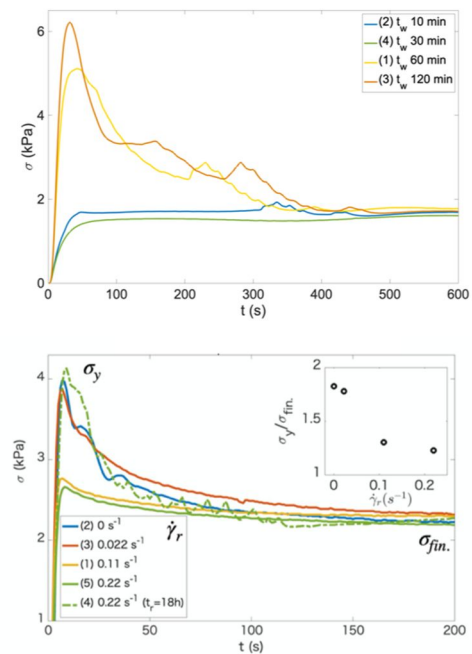 6
4
2
0
σ (kPa)
0 100 200 300 400 500 600
t (s)
(2) t_w 10 min
(4) t_w 30 min
(1) t_w 60 min
(3) t_w 120 min
4
3
2
1
σ (kPa)
σ_y
γ̇_r
σ_fin.
(2) 0 s⁻¹
(3) 0.022 s⁻¹
(1) 0.11 s⁻¹
(5) 0.22 s⁻¹
(4) 0.22 s⁻¹ (t_r=18h)
0 50 100 150 200
t (s)
2
1.5
1
σ_y/σ_fin.
0 0.1 0.2
γ̇_r(s⁻¹)